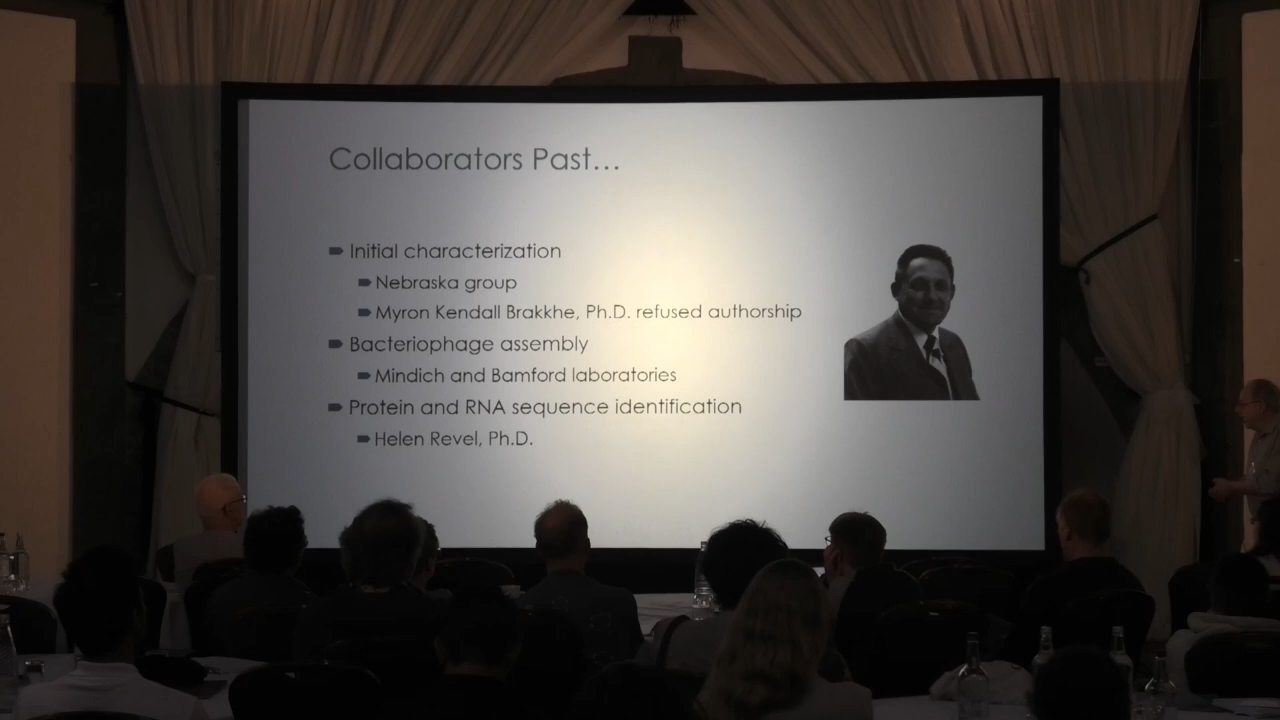 Collaborators Past...
Initial characterization
Nebraska group
Myron Kendall Brakkhe, Ph.D. refused authorship
Bacteriophage assembly
Mindich and Bamford laboratories
Protein and RNA sequence identification
Helen Revel, Ph.D.